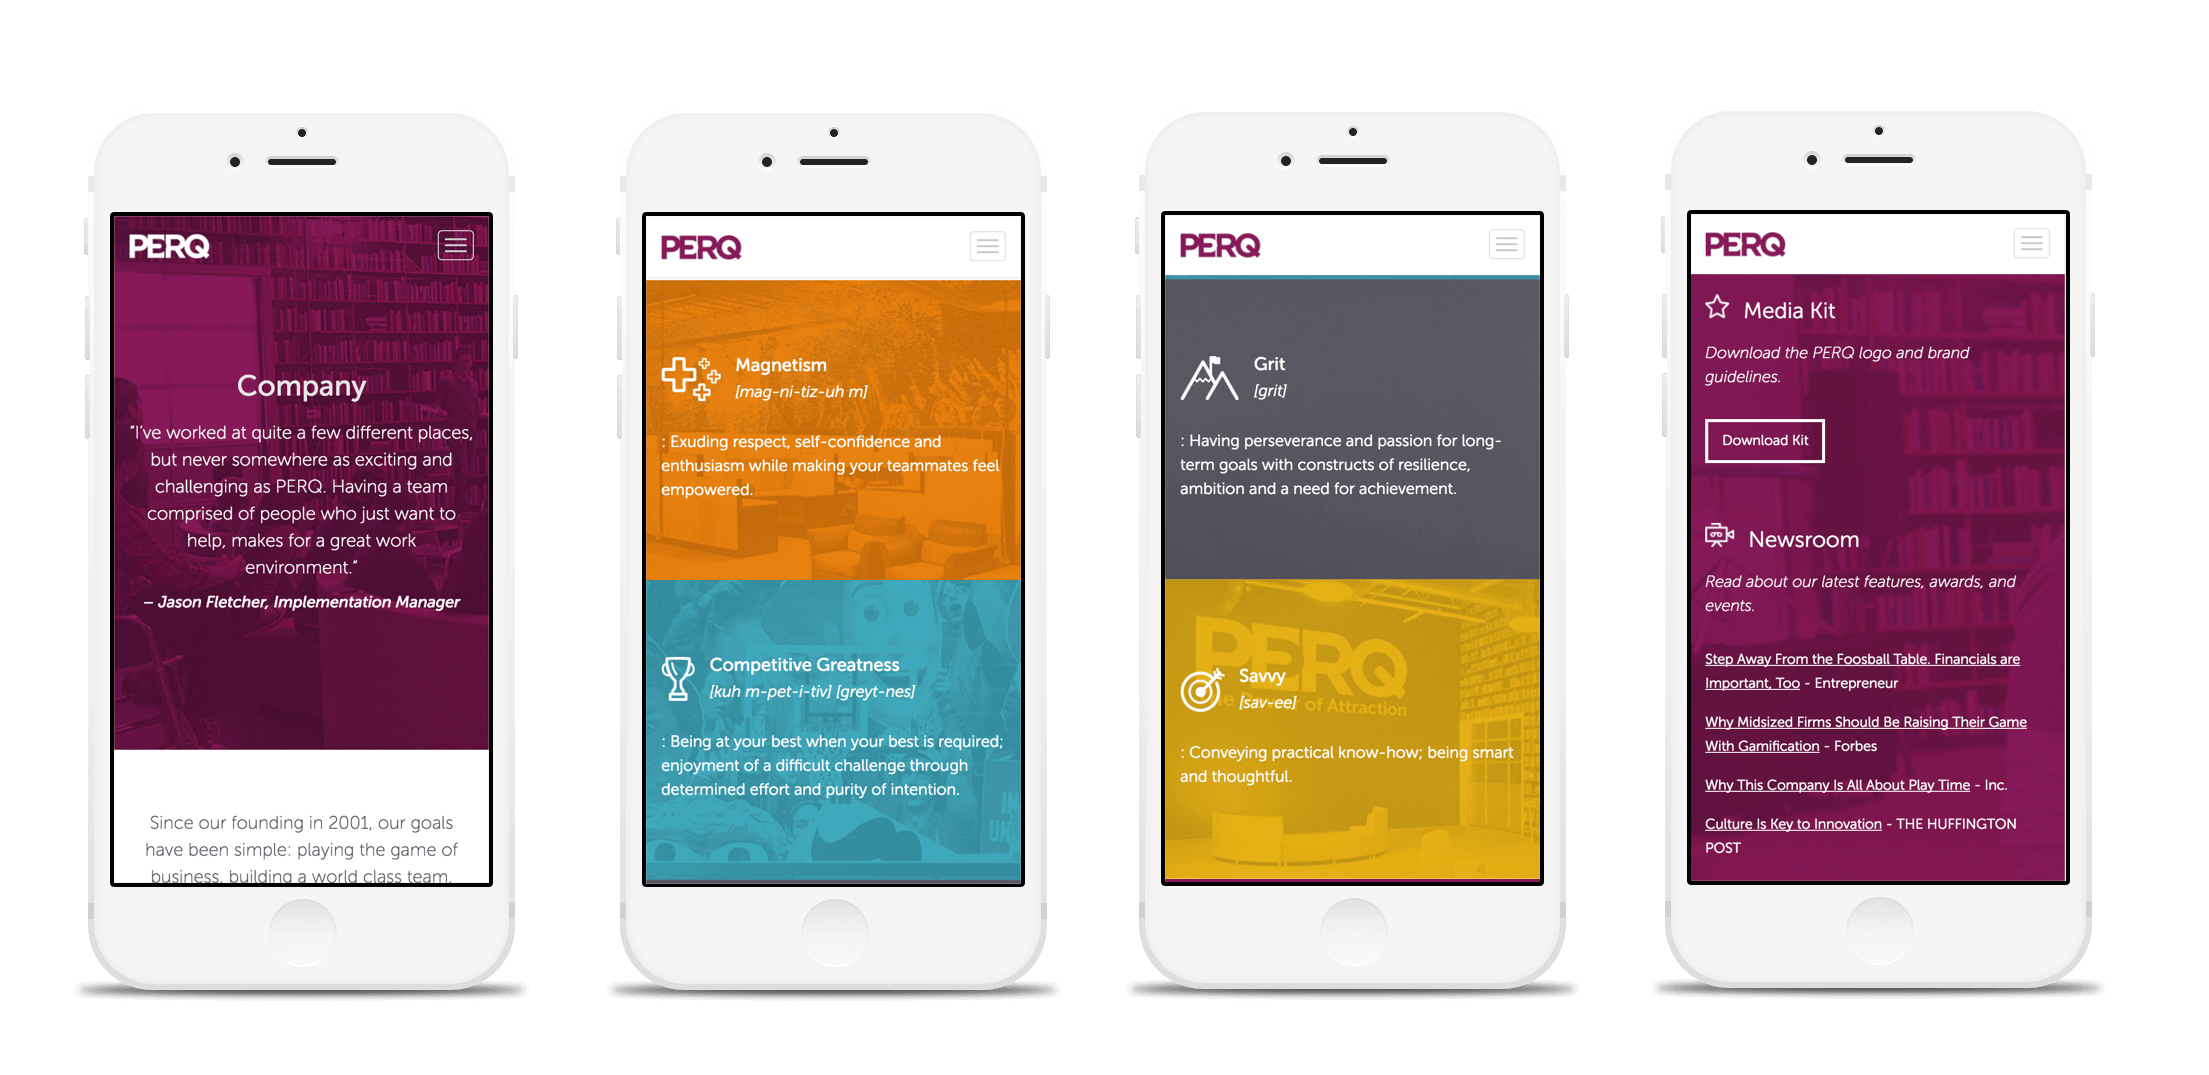 PERQ
Company
“I’ve worked at quite a few different places,
but never somewhere as exciting and
challenging as PERQ. Having a team
comprised of people who just want to
help, makes for a great work
environment.”
– Jason Fletcher, Implementation Manager
Since our founding in 2001, our goals
have been simple: playing the game of
business, building a world class team,
PERQ
Magnetism
[mag-ni-tiz-uh m]
: Exuding respect, self-confidence and
enthusiasm while making your teammates feel
empowered.
Competitive Greatness
[kuh m-pet-i-tiv] [greyt-nes]
: Being at your best when your best is required;
enjoyment of a difficult challenge through
determined effort and purity of intention.
PERQ
Grit
[grit]
: Having perseverance and passion for long-
term goals with constructs of resilience,
ambition and a need for achievement.
PERQ
Savvy
[sav-ee]
of Attraction
: Conveying practical know-how; being smart
and thoughtful.
PERQ
Media Kit
Download the PERQ logo and brand
guidelines.
Download Kit
Newsroom
Read about our latest features, awards, and
events.
Step Away From the Foosball Table. Financials are
Important, Too - Entrepreneur
Why Midsized Firms Should Be Raising Their Game
With Gamification - Forbes
Why This Company Is All About Play Time - Inc.
Culture Is Key to Innovation - THE HUFFINGTON
POST